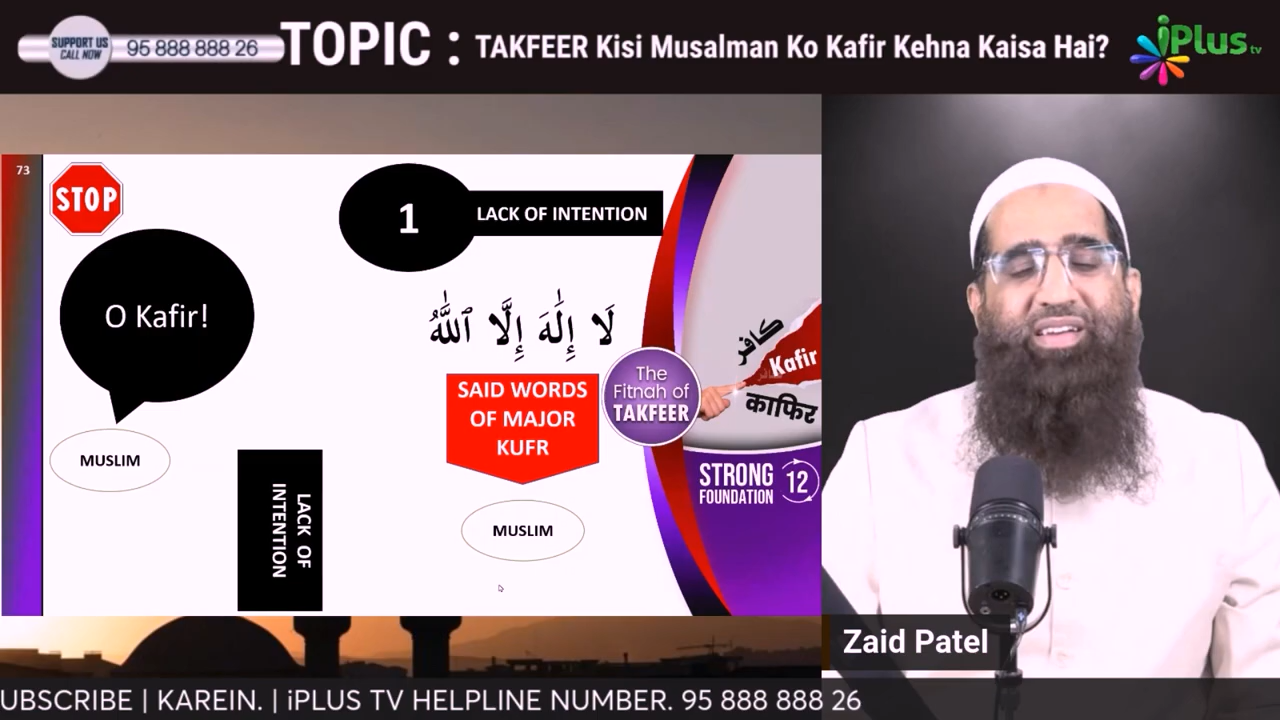 SUPPORT US
CALL NOW
95 888 888 26
TOPIC : TAKFEER Kisi Musalman Ko Kafir Kehna Kaisa Hai?
iPlus tv
73
STOP
1
LACK OF INTENTION
O Kafir!
لَا إِلَٰهَ إِلَّا ٱللَّٰهُ
SAID WORDS
OF MAJOR
KUFR
MUSLIM
LACK OF
INTENTION
MUSLIM
The
Fitnah of
TAKFEER
كافر
Kafir
काफिर
STRONG
FOUNDATION
12
Zaid Patel
UBSCRIBE | KAREIN. | iPLUS TV HELPLINE NUMBER. 95 888 888 26